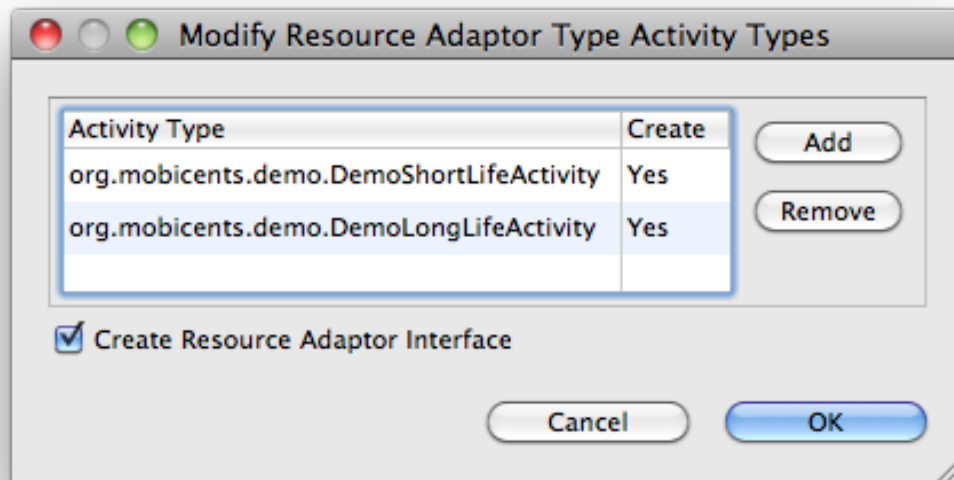 Modify Resource Adaptor Type Activity Types
Activity Type Create
org.mobicents.demo.DemoShortLifeActivity Yes
org.mobicents.demo.DemoLongLifeActivity Yes
Add
Remove
Create Resource Adaptor Interface
Cancel OK